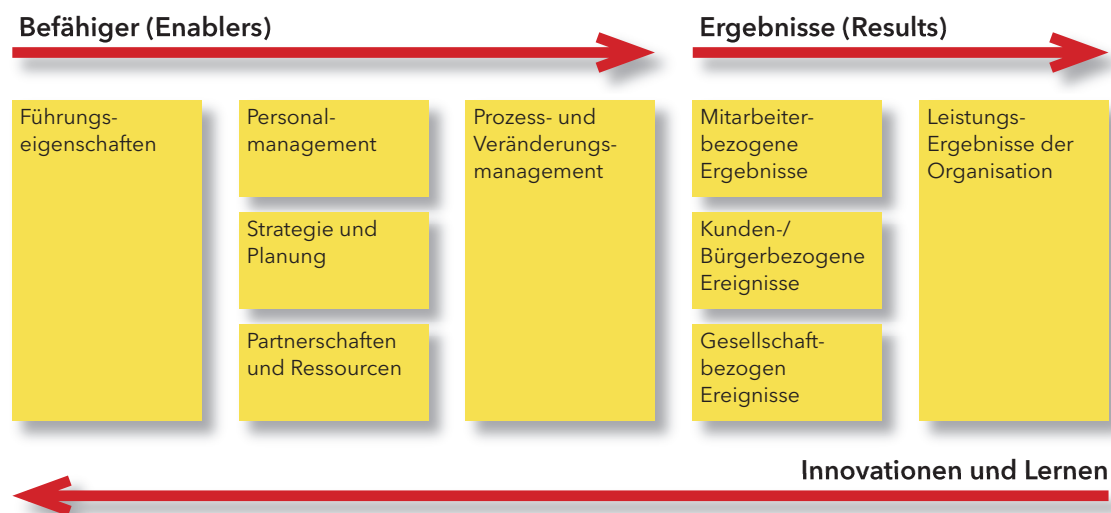 Befähiger (Enablers)
Ergebnisse (Results)
Führungs-
eigenschaften
Personal-
management
Strategie und
Planung
Partnerschaften
und Ressourcen
Prozess- und
Veränderungs-
management
Mitarbeiter-
bezogene
Ergebnisse
Kunden-/
Bürgerbezogene
Ereignisse
Gesellschaft-
bezogen
Ereignisse
Leistungs-
Ergebnisse der
Organisation
Innovationen und Lernen